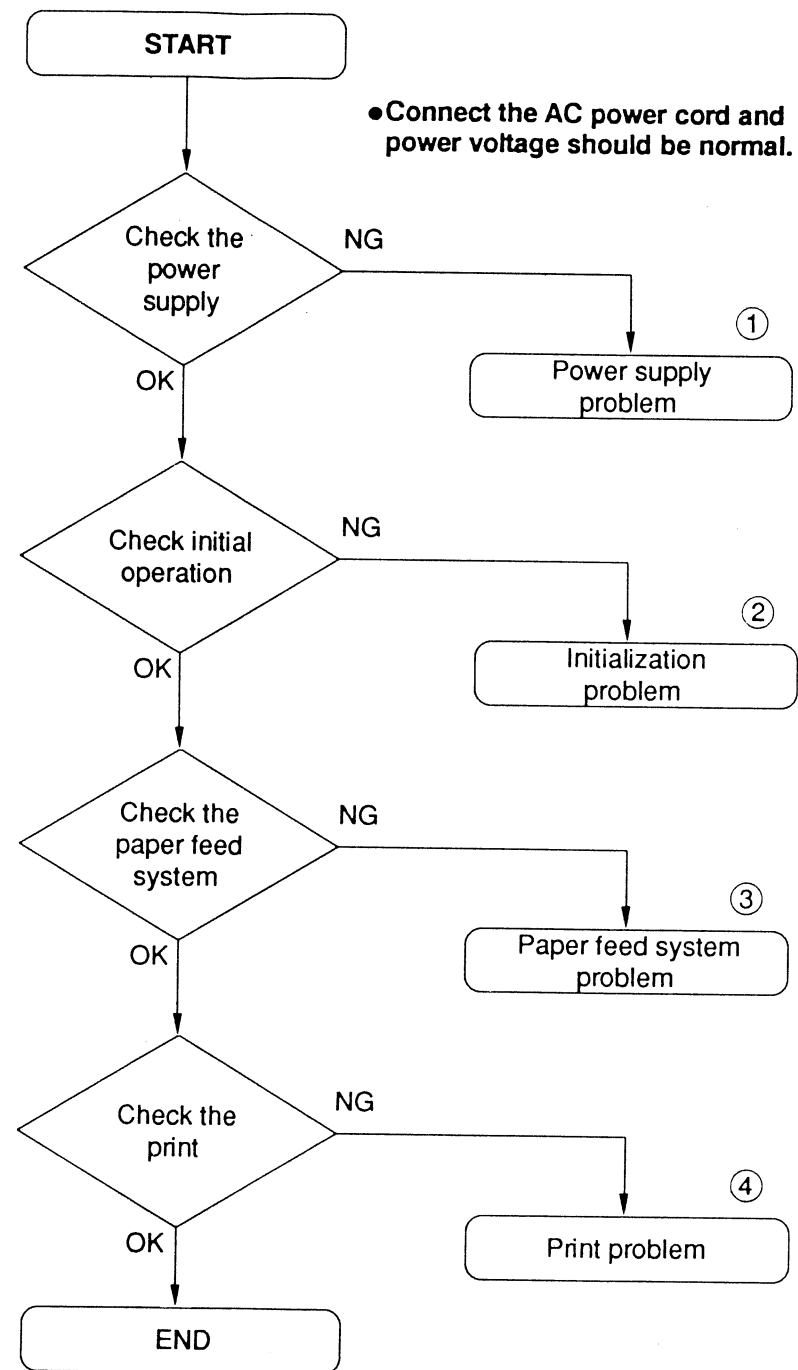 START
●Connect the AC power cord and
power voltage should be normal.
Check the
power
supply
NG
OK
①
Power supply
problem
Check initial
operation
NG
OK
②
Initialization
problem
Check the
paper feed
system
NG
OK
③
Paper feed system
problem
Check the
print
NG
OK
④
Print problem
END